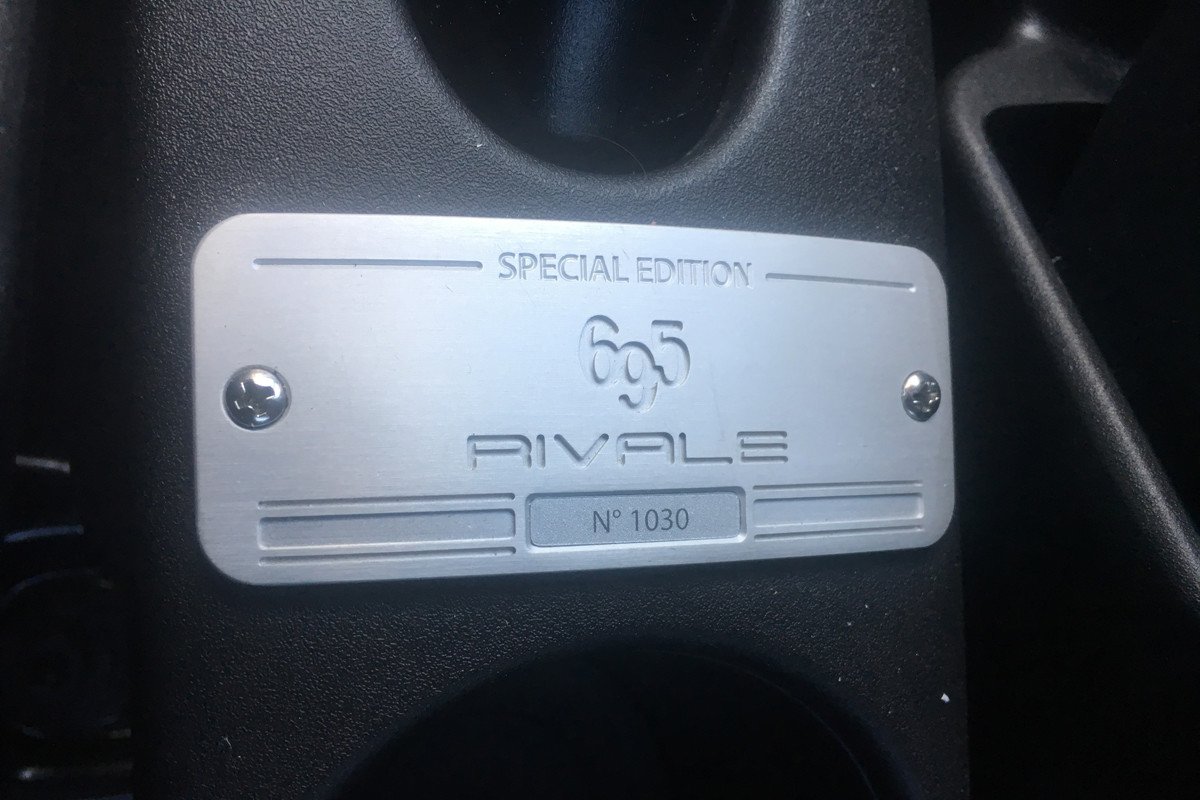 SPECIAL EDITION
695
RIVALE
N° 1030